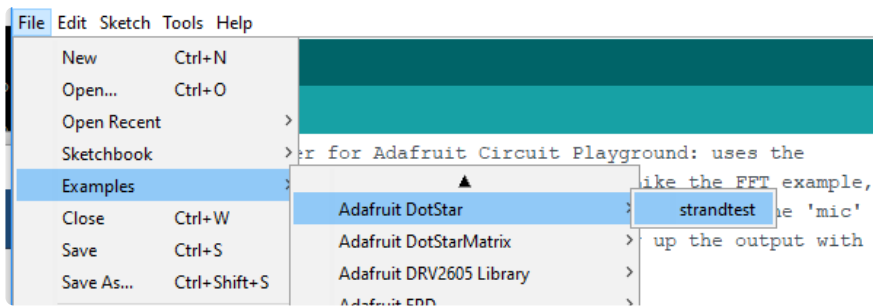 File Edit Sketch Tools Help
New Ctrl+N
Open... Ctrl+O
Open Recent
Sketchbook
Examples
Close Ctrl+W
Save Ctrl+S
Save As... Ctrl+Shift+S
Adafruit DotStar
Adafruit DotStarMatrix
Adafruit DRV2605 Library
Adafruit EPD
strandtest
er for Adafruit Circuit Playground: uses the
ike the FFT example,
he 'mic'
up the output with